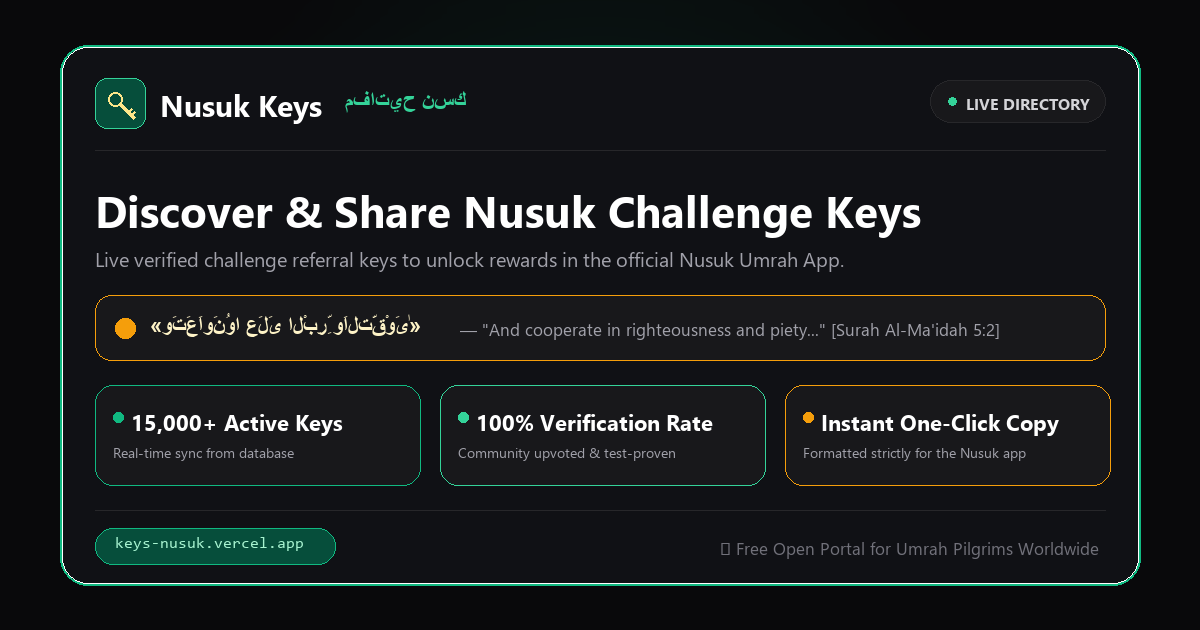 Nusuk Keys
مفاتيح نسك
LIVE DIRECTORY
Discover & Share Nusuk Challenge Keys
Live verified challenge referral keys to unlock rewards in the official Nusuk Umrah App.
«وَتَعَاوَنُوا عَلَى الْبِرِّ وَالتَّقْوَىٰ»
— "And cooperate in righteousness and piety..." [Surah Al-Ma'idah 5:2]
15,000+ Active Keys
Real-time sync from database
100% Verification Rate
Community upvoted & test-proven
Instant One-Click Copy
Formatted strictly for the Nusuk app
keys-nusuk.vercel.app
Free Open Portal for Umrah Pilgrims Worldwide